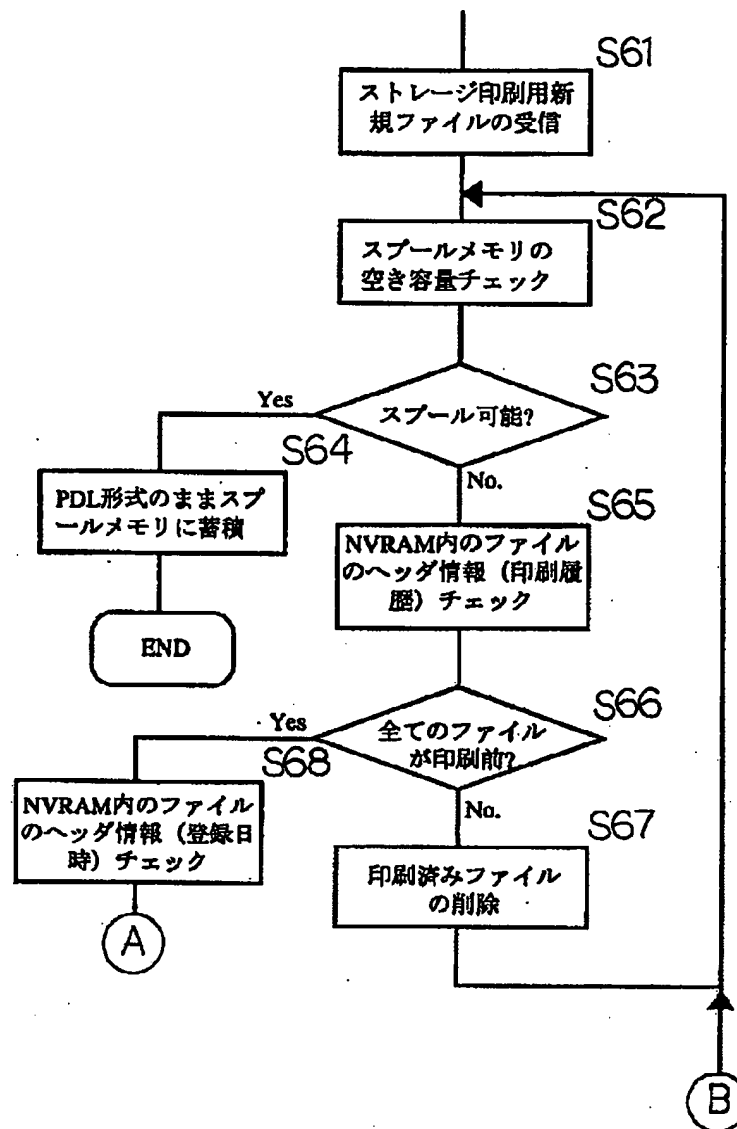 S61
ストレージ印刷用新
規ファイルの受信
S62
スプールメモリの
空き容量チェック
S63
スプール可能?
Yes
S64
PDL形式のままスプ
ールメモリに蓄積
END
No.
S65
NVRAM内のファイル
のヘッダ情報（印刷履
歴）チェック
S66
全てのファイル
が印刷前?
Yes
S68
NVRAM内のファイル
のヘッダ情報（登録日
時）チェック
A
No.
S67
印刷済みファイル
の削除
B